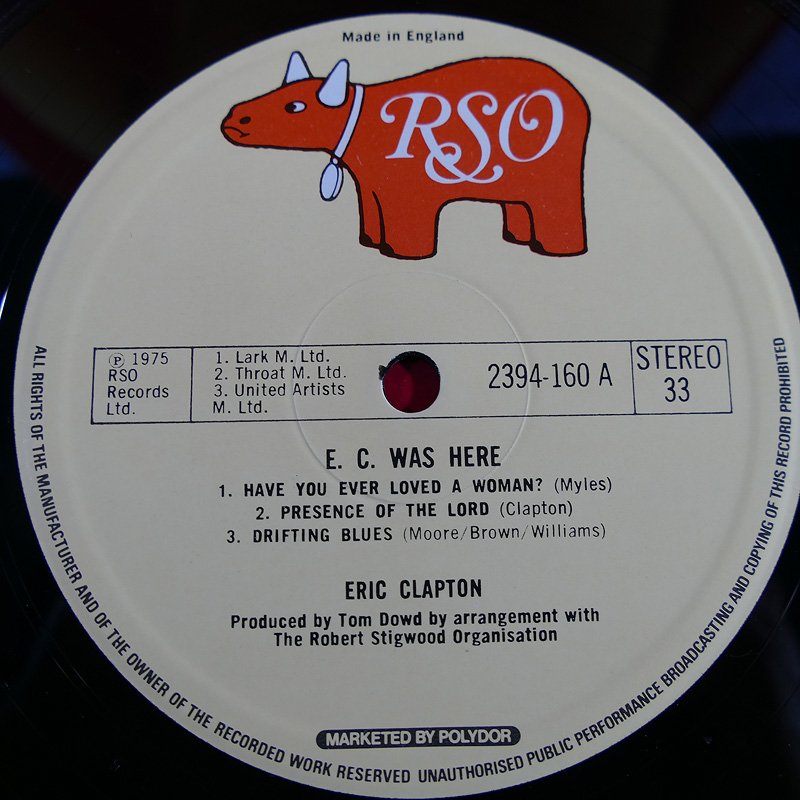 Made in England
RSO
℗ 1975
RSO
Records
Ltd.
1. Lark M. Ltd.
2. Throat M. Ltd.
3. United Artists
M. Ltd.
2394-160 A
STEREO
33
E. C. WAS HERE
1. HAVE YOU EVER LOVED A WOMAN? (Myles)
2. PRESENCE OF THE LORD (Clapton)
3. DRIFTING BLUES (Moore/Brown/Williams)
ERIC CLAPTON
Produced by Tom Dowd by arrangement with
The Robert Stigwood Organisation
MARKETED BY POLYDOR
ALL RIGHTS OF THE MANUFACTURER AND OF THE OWNER OF THE RECORDED WORK RESERVED UNAUTHORISED PUBLIC PERFORMANCE BROADCASTING AND COPYING OF THIS RECORD PROHIBITED